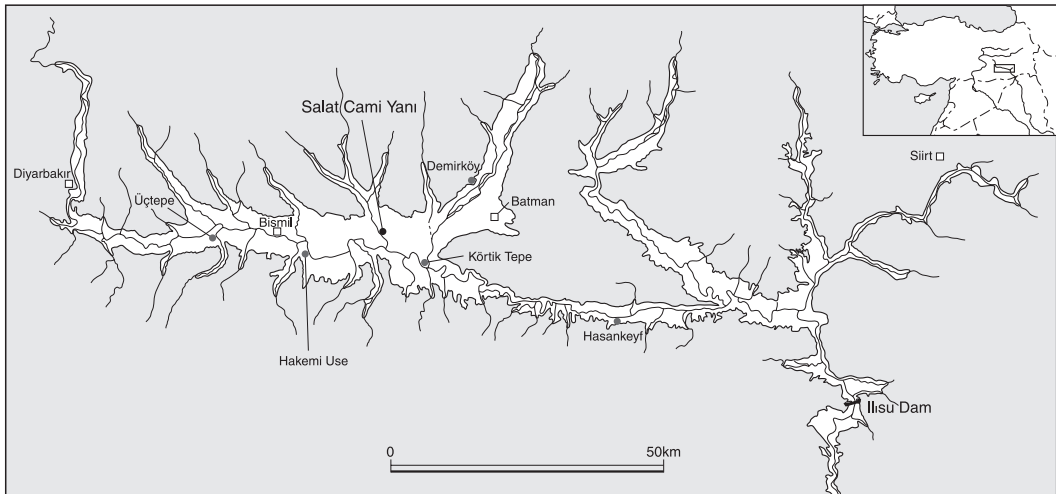 Salat Cami Yanı
Siirt
Demirköy
Diyarbakır
Üçtepe
Batman
Bismil
Körtik Tepe
Hasankeyf
Hakemi Use
Ilısu Dam
0
50km